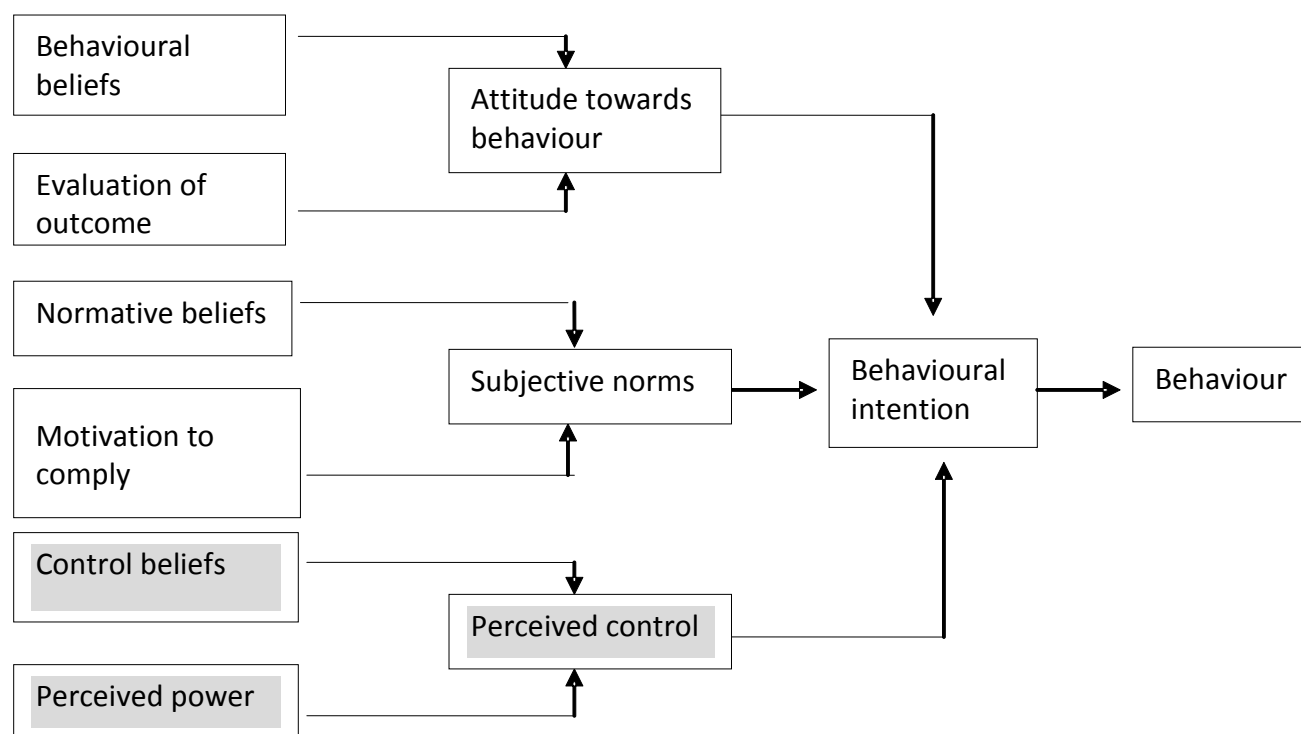 Behavioural
beliefs
Attitude towards
behaviour
Evaluation of
outcome
Normative beliefs
Subjective norms
Behavioural
intention
Behaviour
Motivation to
comply
Control beliefs
Perceived control
Perceived power